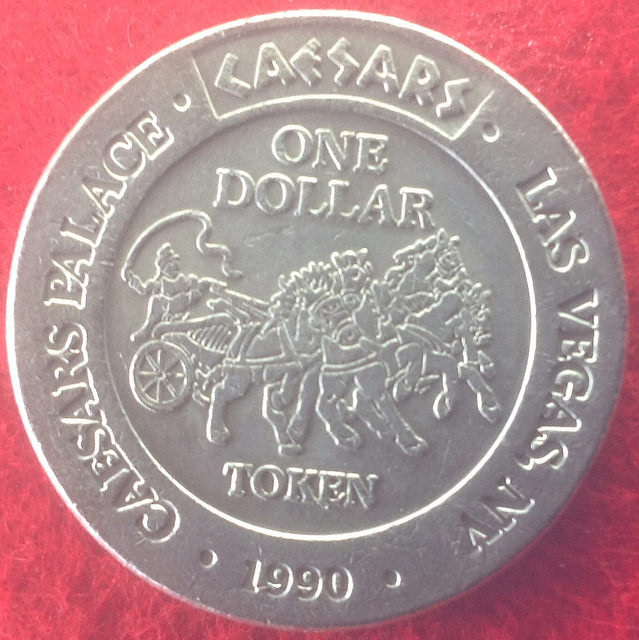 CAESARS
ONE
DOLLAR
TOKEN
CAESARS PALACE · · LAS VEGAS, NV · 1990 ·